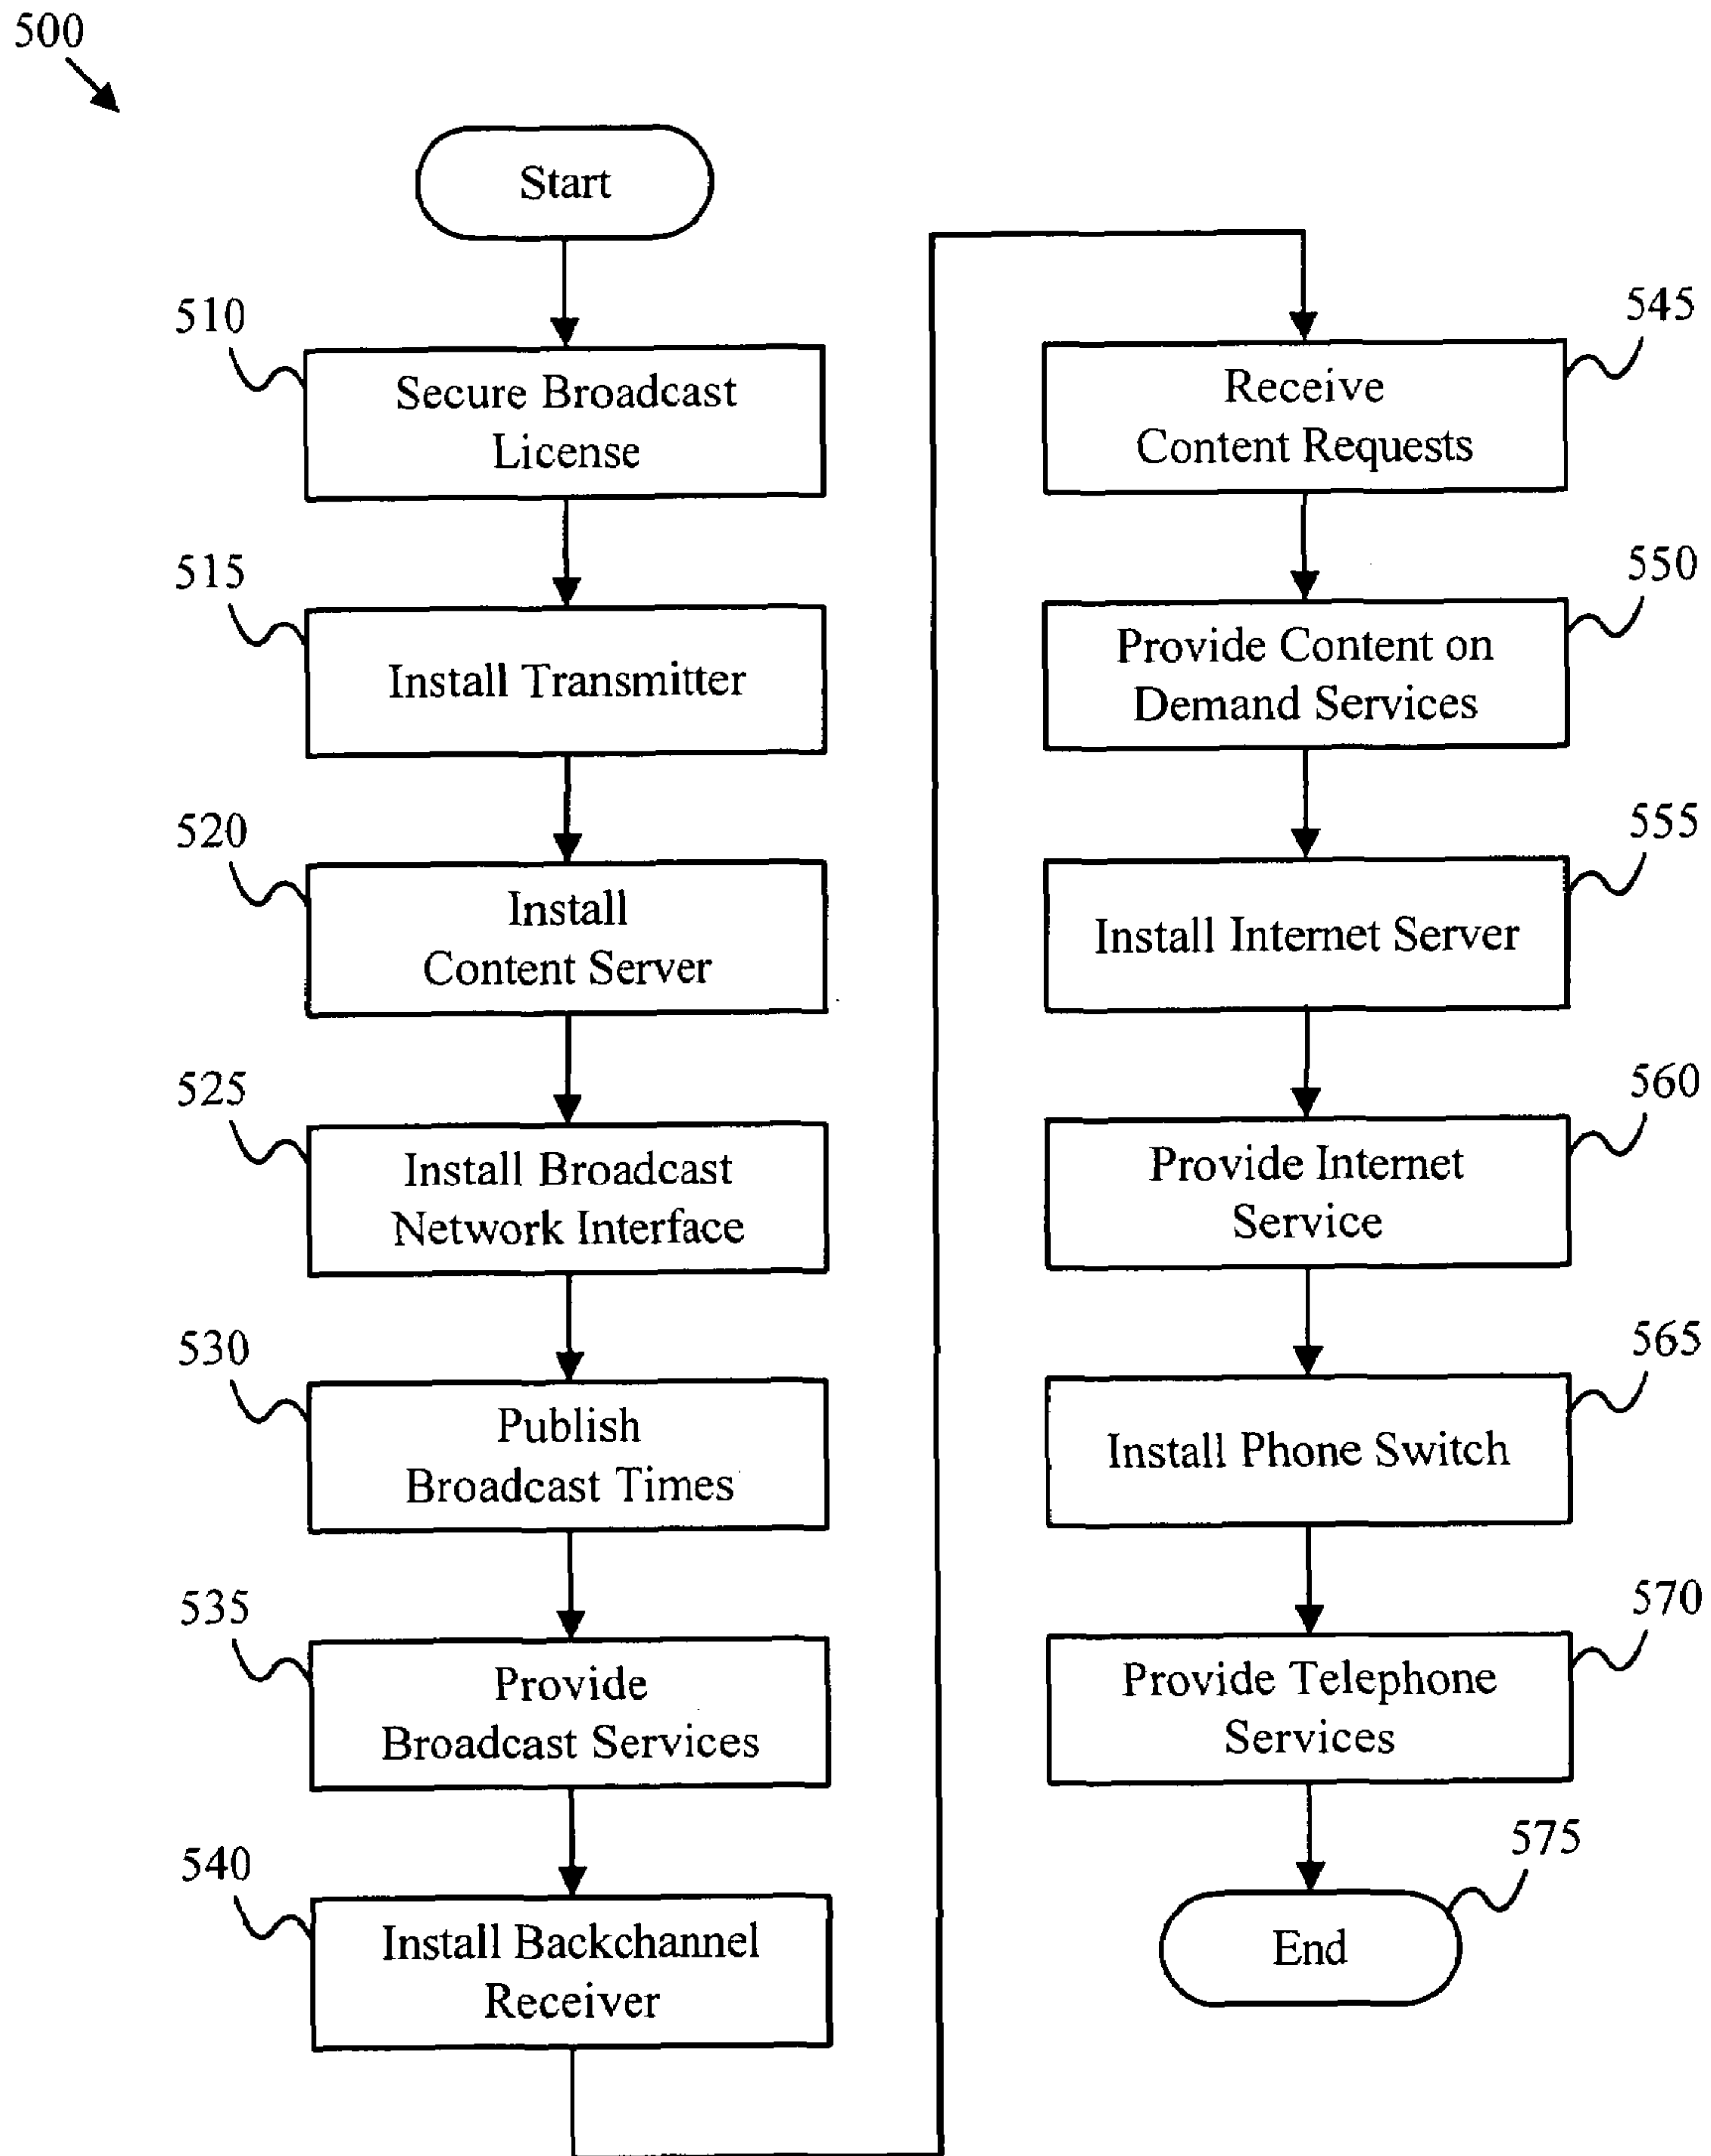 500
Start
510
Secure Broadcast
License
515
Install Transmitter
520
Install
Content Server
525
Install Broadcast
Network Interface
530
Publish
Broadcast Times
535
Provide
Broadcast Services
540
Install Backchannel
Receiver
545
Receive
Content Requests
550
Provide Content on
Demand Services
555
Install Internet Server
560
Provide Internet
Service
565
Install Phone Switch
570
Provide Telephone
Services
575
End